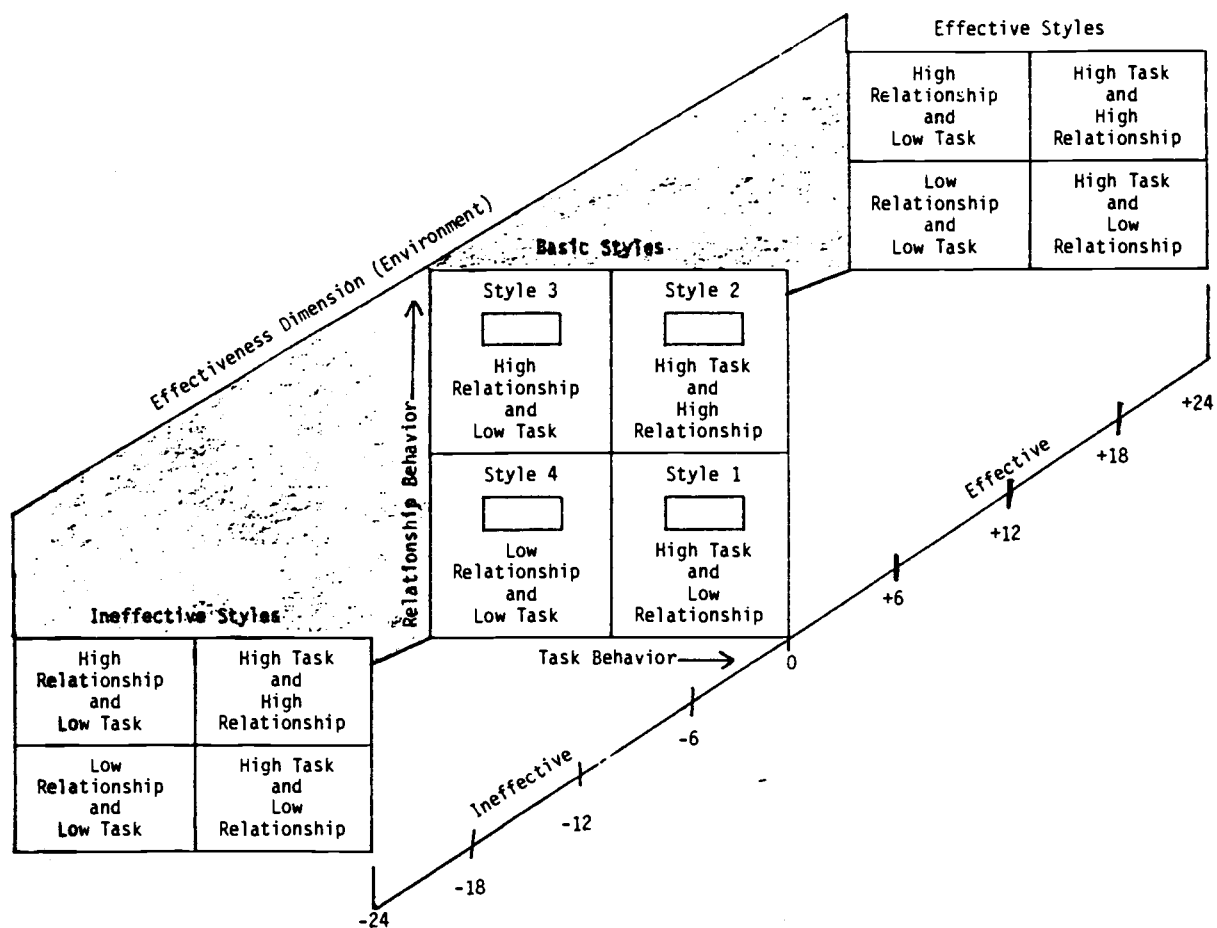 Effective Styles
High
Relationship
and
Low Task
High Task
and
High
Relationship
Low
Relationship
and
Low Task
High Task
and
Low
Relationship
Effectiveness Dimension (Environment)
Basic Styles
Relationship Behavior
Style 3
High
Relationship
and
Low Task
Style 2
High Task
and
High
Relationship
Style 4
Low
Relationship
and
Low Task
Style 1
High Task
and
Low
Relationship
Task Behavior
Ineffective Styles
High
Relationship
and
Low Task
High Task
and
High
Relationship
Low
Relationship
and
Low Task
High Task
and
Low
Relationship
Effective
+24
+18
+12
+6
0
-6
Ineffective
-12
-18
-24